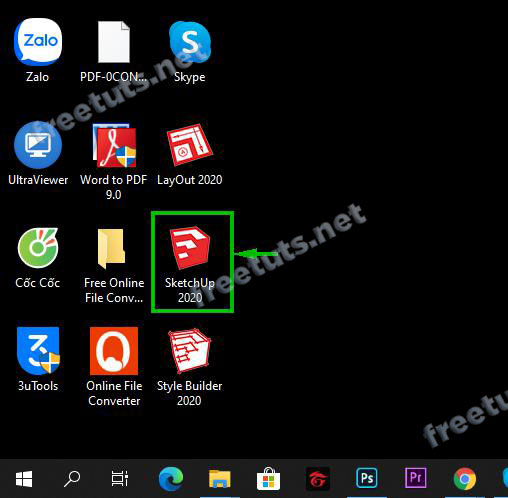 Zalo
Zalo
PDF-0CON...
S
Skype
freetuts.net
UltraViewer
Word to PDF
9.0
A
LayOut 2020
freetuts.net
Cốc Cốc
Free Online
File Conv...
SketchUp
2020
3uTools
Online File
Converter
Style Builder
2020
freetuts.net
Ps
Pr